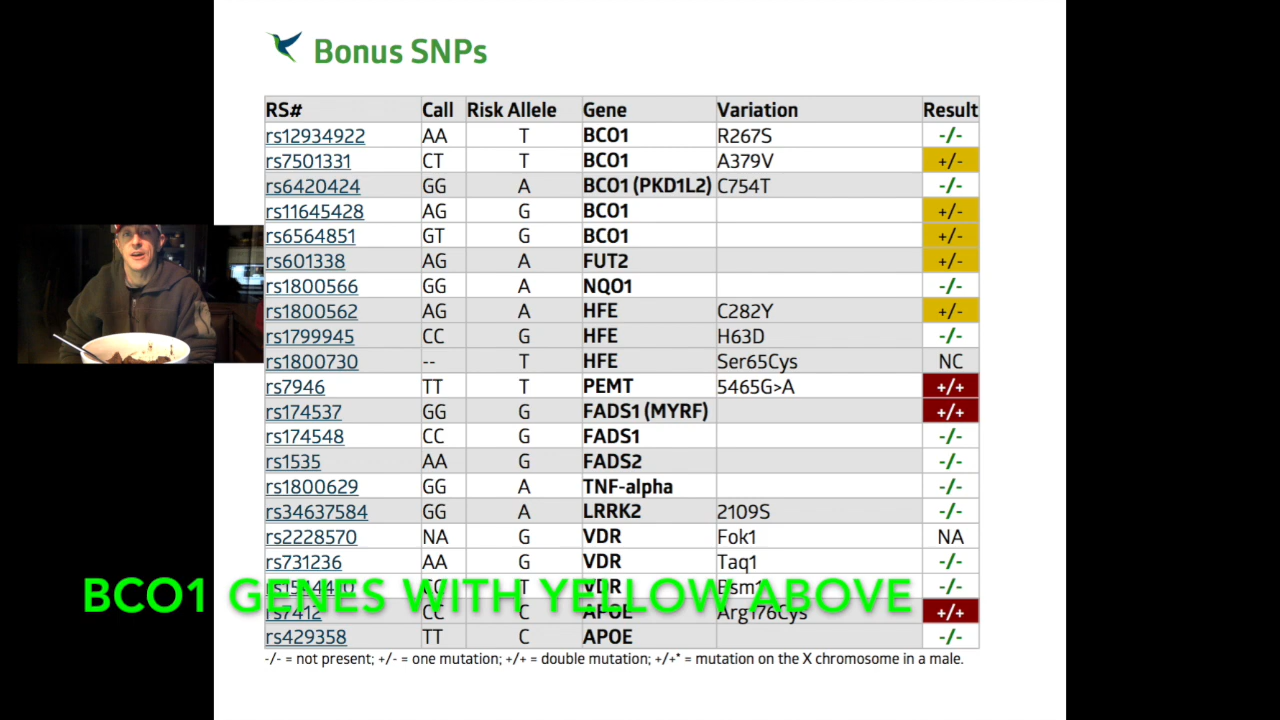 Bonus SNPs
RS# Call Risk Allele Gene Variation Result
rs12934922 AA T BCO1 R267S -/-
rs7501331 CT T BCO1 A379V +/-
rs6420424 GG A BCO1 (PKD1L2) C754T -/-
rs11645428 AG G BCO1 +/-
rs6564851 GT G BCO1 +/-
rs601338 AG A FUT2 +/-
rs1800566 GG A NQO1 -/-
rs1800562 AG A HFE C282Y +/-
rs1799945 CC G HFE H63D -/-
rs1800730 -- T HFE Ser65Cys NC
rs7946 TT T PEMT 5465G>A +/+
rs174537 GG G FADS1 (MYRF) +/+
rs174548 CC G FADS1 -/-
rs1535 AA G FADS2 -/-
rs1800629 GG A TNF-alpha -/-
rs34637584 GG A LRRK2 2109S -/-
rs2228570 NA G VDR Fok1 NA
rs731236 AA G VDR Taq1 -/-
CC T VDR Bsm1 -/-
BCO1 GENES WITH YELLOW ABOVE
rs7412 CC C APOE Arg176Cys +/+
rs429358 TT C APOE -/-
-/- = not present; +/- = one mutation; +/+ = double mutation; +/+* = mutation on the X chromosome in a male.